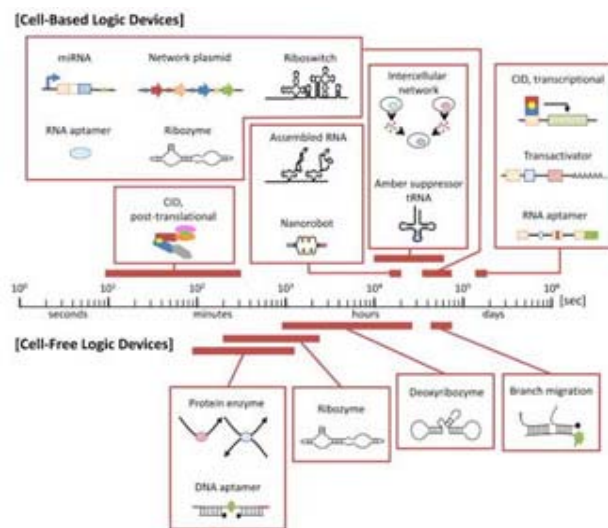 [Cell-Based Logic Devices]
miRNA
Network plasmid
Riboswitch
RNA aptamer
Ribozyme
CID,
post-translational
Assembled RNA
Nanorobot
Intercellular
network
Amber suppressor
tRNA
CID, transcriptional
Transactivator
AAAAAA
RNA aptamer
10⁰ 10¹ 10² 10³ 10⁴ 10⁵ 10⁶ [sec]
seconds minutes hours days
[Cell-Free Logic Devices]
Protein enzyme
DNA aptamer
Ribozyme
Deoxyribozyme
Branch migration